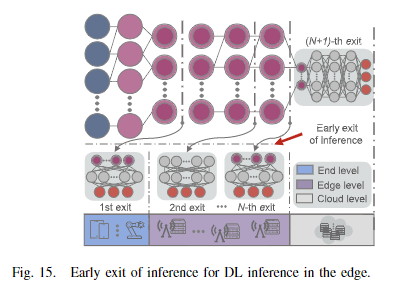 (N+1)-th exit
Early exit
of inference
1st exit
2nd exit
N-th exit
End level
Edge level
Cloud level
Fig. 15. Early exit of inference for DL inference in the edge.